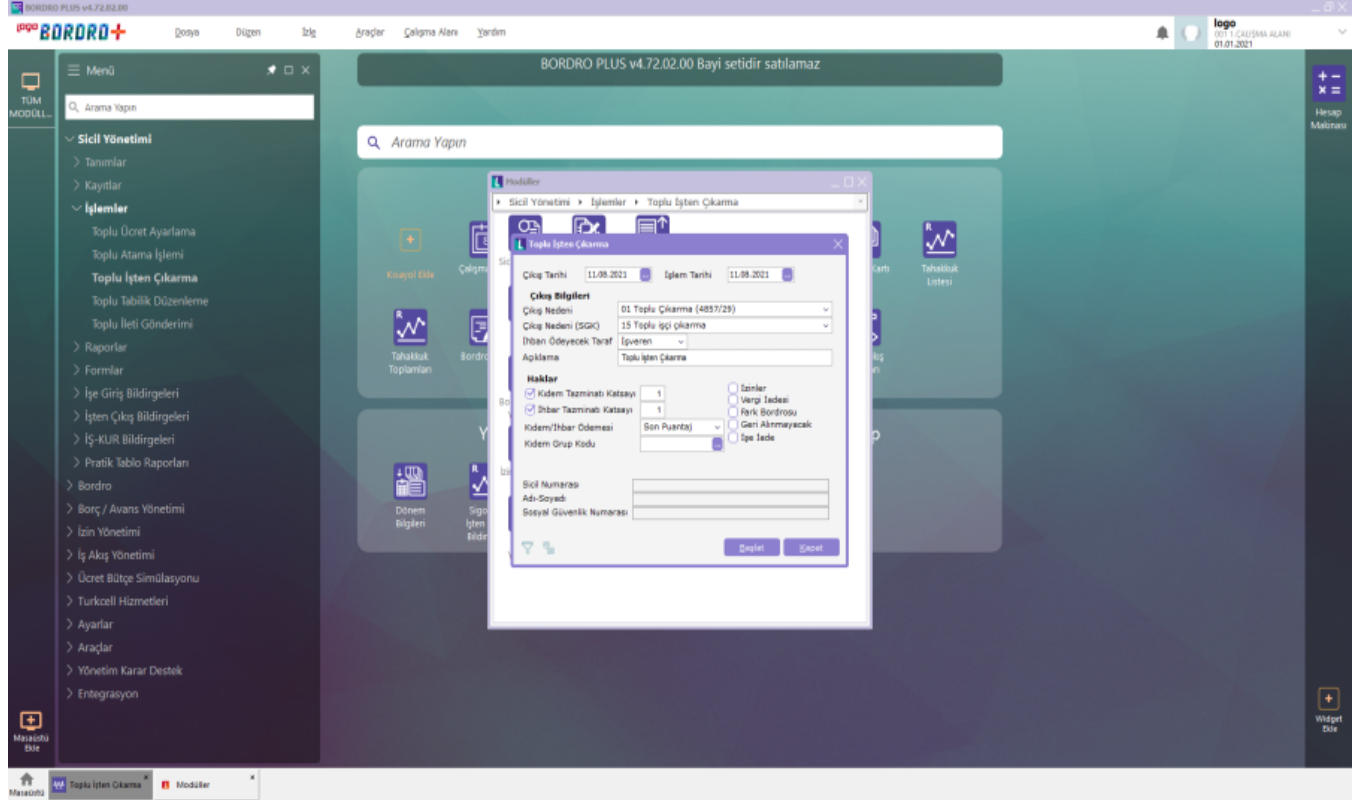 BORDRO PLUS v4.72.02.00
logo BORDRO+
Dosya Düzen İzle Araçlar Çalışma Alanı Yardım
logo
001 1.ÇALIŞMA ALANI
01.01.2021
TÜM
MODÜLL...
Menü
Arama Yapın
Sicil Yönetimi
Tanımlar
Kayıtlar
İşlemler
Toplu Ücret Ayarlama
Toplu Atama İşlemi
Toplu İşten Çıkarma
Toplu Tabilik Düzenleme
Toplu İleti Gönderimi
Raporlar
Formlar
İşe Giriş Bildirgeleri
İşten Çıkış Bildirgeleri
İŞ-KUR Bildirgeleri
Pratik Tablo Raporları
Bordro
Borç / Avans Yönetimi
İzin Yönetimi
İş Akış Yönetimi
Ücret Bütçe Simülasyonu
Turkcell Hizmetleri
Ayarlar
Araçlar
Yönetim Karar Destek
Entegrasyon
Masaüstü
Ekle
BORDRO PLUS v4.72.02.00 Bayi setidir satılamaz
Arama Yapın
Kısayol Ekle
Tahakkuk
Listesi
Tahakkuk
Toplamları
Dönem
Bilgileri
Modüller
Sicil Yönetimi İşlemler Toplu İşten Çıkarma
Toplu İşten Çıkarma
Çıkış Tarihi 11.08.2021 İşlem Tarihi 11.08.2021
Çıkış Bilgileri
Çıkış Nedeni 01 Toplu Çıkarma (4857/29)
Çıkış Nedeni (SGK) 15 Toplu işçi çıkarma
İhbarı Ödeyecek Taraf İşveren
Açıklama Toplu İşten Çıkarma
Haklar
Kıdem Tazminatı Katsayı 1
İhbar Tazminatı Katsayı 1
Kıdem/İhbar Ödemesi Son Puantaj
Kıdem Grup Kodu
İzinler
Vergi İadesi
Fark Bordrosu
Geri Alınmayacak
İşe İade
Sicil Numarası
Adı-Soyadı
Sosyal Güvenlik Numarası
Başlat Kapat
Hesap
Makinası
Widget
Ekle
Masaüstü
Toplu İşten Çıkarma
Modüller